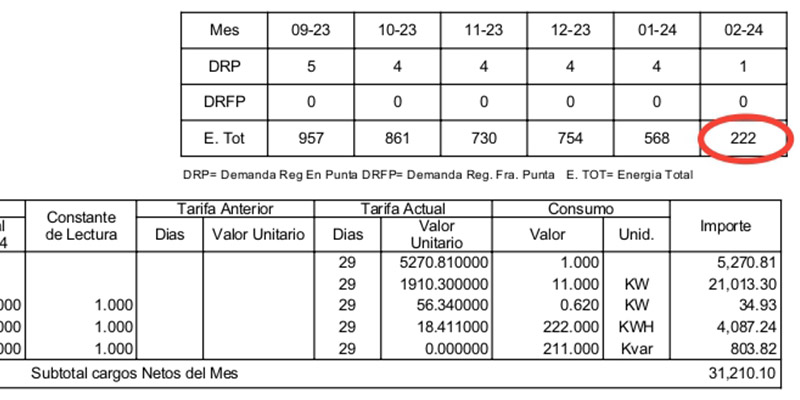 Mes 09-23 10-23 11-23 12-23 01-24 02-24
DRP 5 4 4 4 4 1
DRFP 0 0 0 0 0 0
E. Tot 957 861 730 754 568 222
DRP= Demanda Reg En Punta DRFP= Demanda Reg. Fra. Punta E. TOT= Energia Total
Constante de Lectura Tarifa Anterior Tarifa Actual Consumo Importe
4 Dias Valor Unitario Dias Valor Unitario Valor Unid.
29 5270.810000 1.000 5,270.81
29 1910.300000 11.000 KW 21,013.30
000 1.000 29 56.340000 0.620 KW 34.93
000 1.000 29 18.411000 222.000 KWH 4,087.24
000 1.000 29 0.000000 211.000 Kvar 803.82
Subtotal cargos Netos del Mes 31,210.10